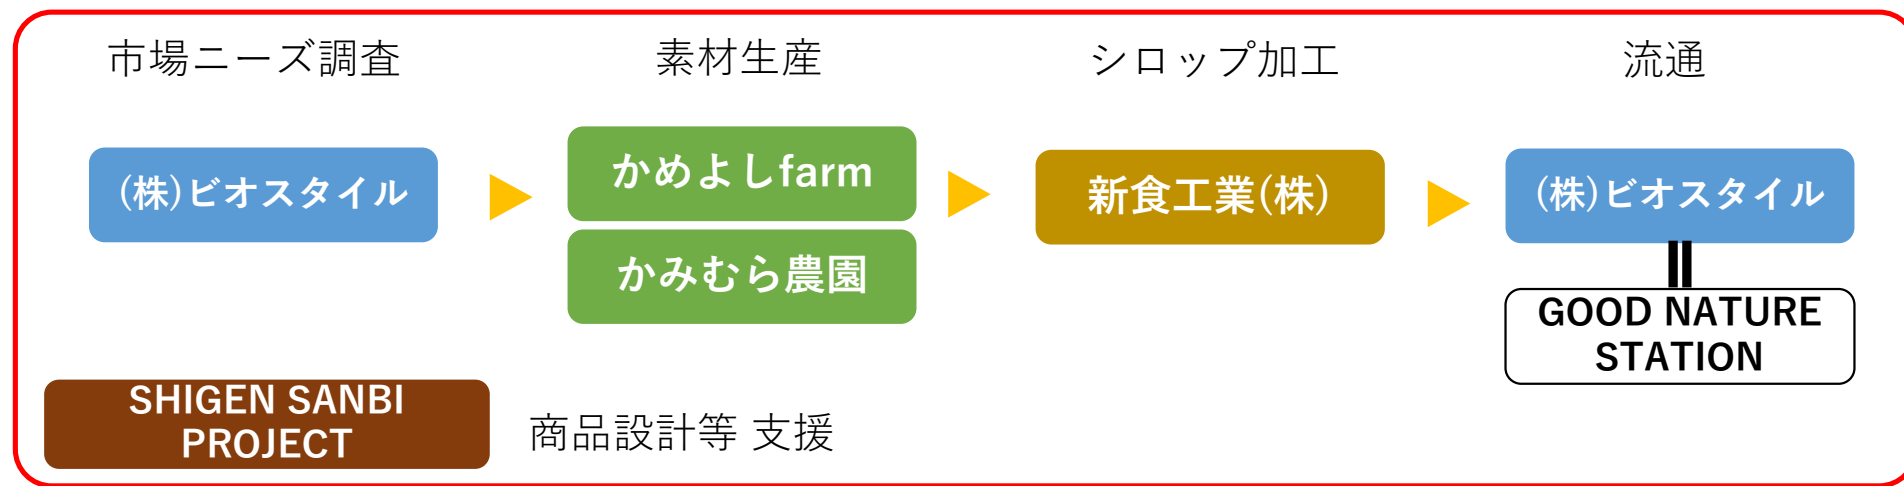 市場ニーズ調査
素材生産
シロップ加工
流通
(株)ビオスタイル
かめよしfarm
かみむら農園
新食工業(株)
(株)ビオスタイル
GOOD NATURE
STATION
SHIGEN SANBI
PROJECT
商品設計等 支援